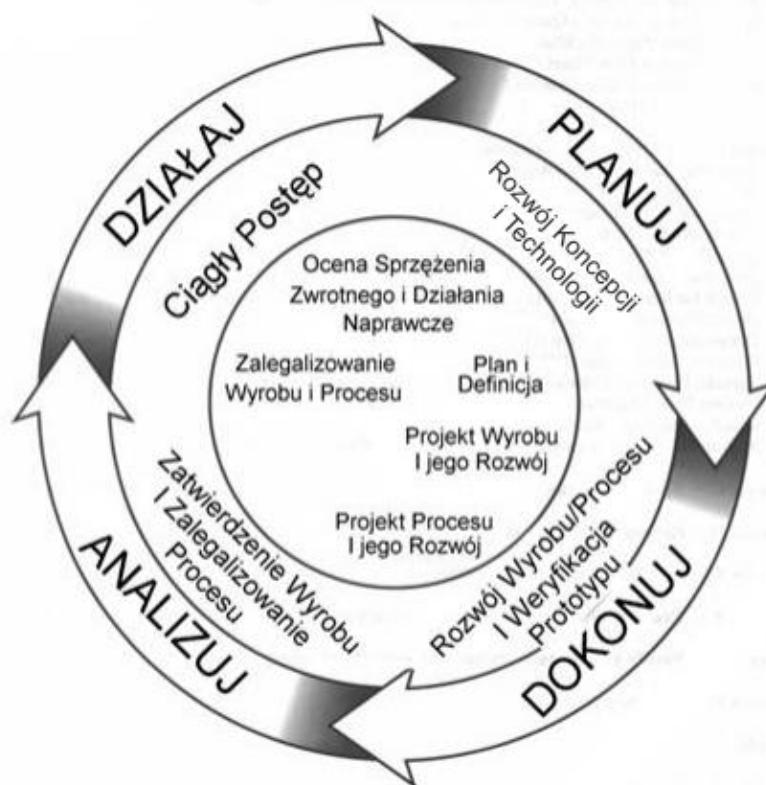 DZIAŁAJ
PLANUJ
Ciągły Postęp
Rozwój Koncepcji
i Technologii
Ocena Sprzężenia
Zwrotnego i Działania
Naprawcze
Zalegalizowanie
Wyrobu i Procesu
Plan i
Definicja
Projekt Wyrobu
I jego Rozwój
Projekt Procesu
I jego Rozwój
Zatwierdzenie Wyrobu
I Zalegalizowanie
Procesu
Rozwój Wyrobu/Procesu
I Weryfikacja
Prototypu
ANALIZUJ
DOKONUJ